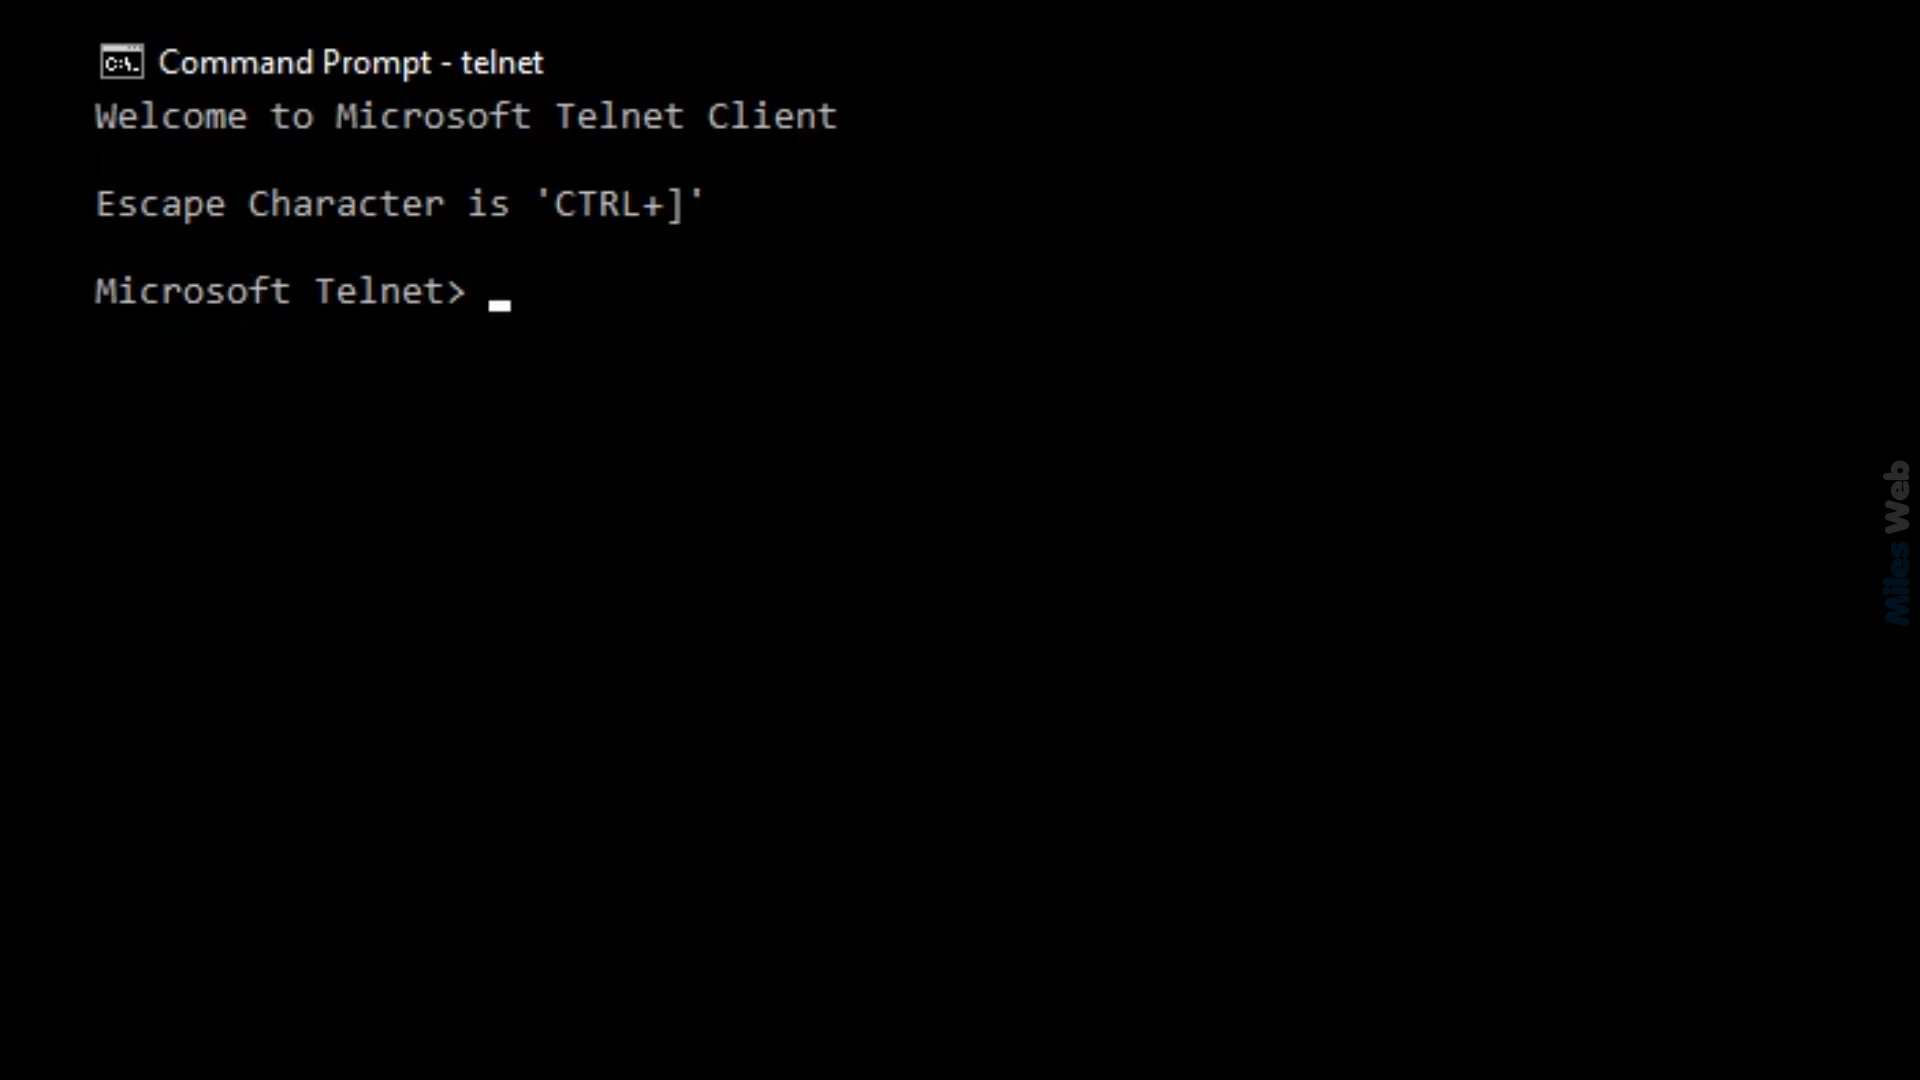 C:\.
Command Prompt - telnet
Welcome to Microsoft Telnet Client
Escape Character is 'CTRL+]'
Microsoft Telnet>
Miles Web